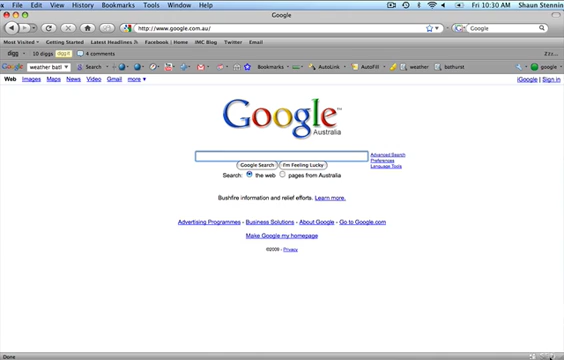 File Edit View History Bookmarks Tools Window Help Fri 10:30 AM Shaun Stennin
Google
http://www.google.com.au/ Google
Most Visited Getting Started Latest Headlines Facebook | Home IMC Blog Twitter Email
digg 10 diggs digg it 4 comments
Google weather bat Search Bookmarks AutoLink AutoFill weather bathurst google
Web Images Maps News Video Gmail more iGoogle | Sign in
Google™
Australia
Advanced Search
Preferences
Language Tools
Google Search I'm Feeling Lucky
Search: the web pages from Australia
Bushfire information and relief efforts. Learn more.
Advertising Programmes - Business Solutions - About Google - Go to Google.com
Make Google my homepage
©2009 - Privacy
Done